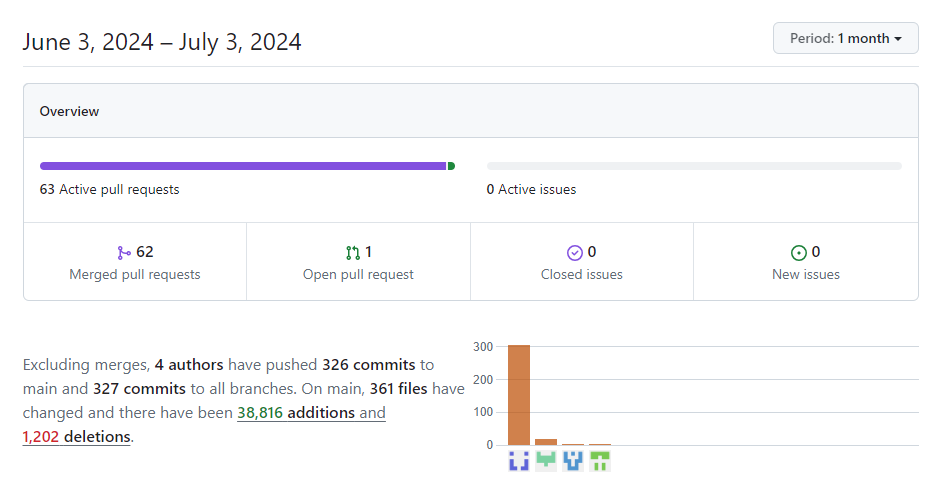 June 3, 2024 – July 3, 2024
Period: 1 month
Overview
63 Active pull requests
0 Active issues
62
Merged pull requests
1
Open pull request
0
Closed issues
0
New issues
Excluding merges, 4 authors have pushed 326 commits to
main and 327 commits to all branches. On main, 361 files have
changed and there have been 38,816 additions and
1,202 deletions.
300
200
100
0